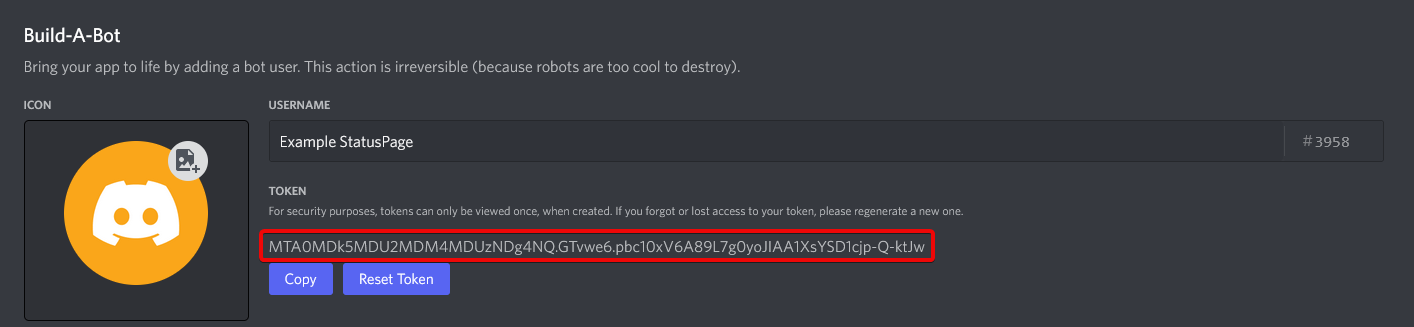 Build-A-Bot
Bring your app to life by adding a bot user. This action is irreversible (because robots are too cool to destroy).
ICON
USERNAME
Example StatusPage
#3958
TOKEN
For security purposes, tokens can only be viewed once, when created. If you forgot or lost access to your token, please regenerate a new one.
MTA0MDk5MDU2MDM4MDUzNDg4NQ.GTvwe6.pbc10xV6A89L7g0yoJIAA1XsYSD1cjp-Q-ktJw
Copy
Reset Token